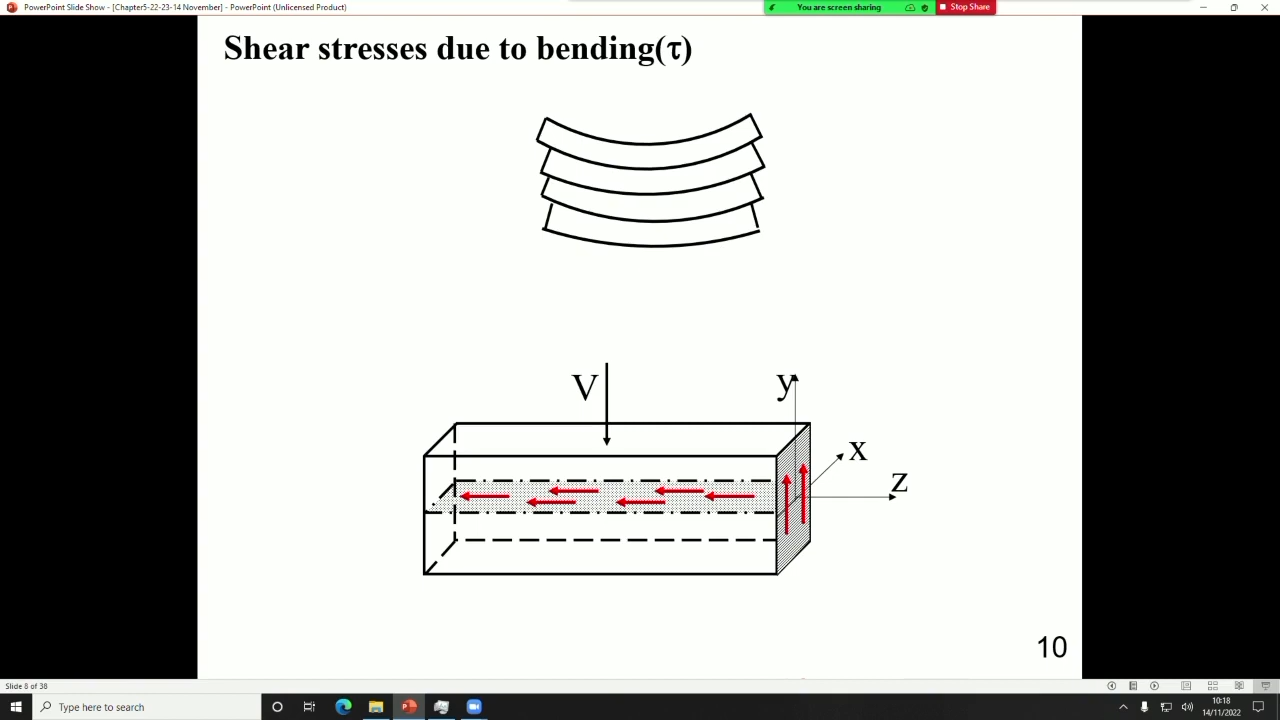 PowerPoint Slide Show - [Chapter5-22-23-14 November] - PowerPoint (Unlicensed Product)
You are screen sharing
Stop Share
Shear stresses due to bending(τ)
V
y
x
z
10
Slide 8 of 38
Type here to search
10:18
14/11/2022